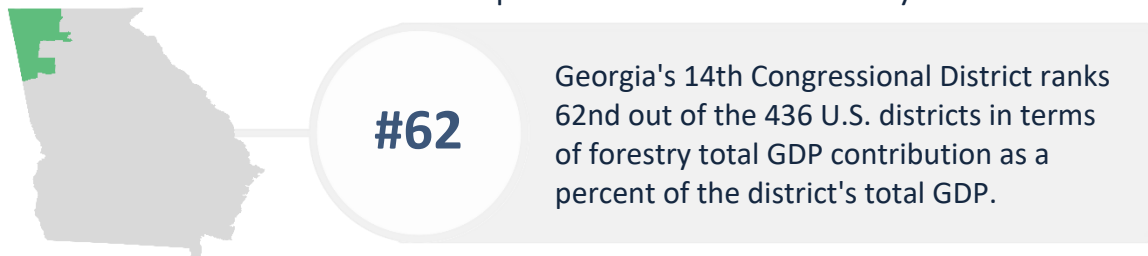 #62
Georgia's 14th Congressional District ranks
62nd out of the 436 U.S. districts in terms
of forestry total GDP contribution as a
percent of the district's total GDP.